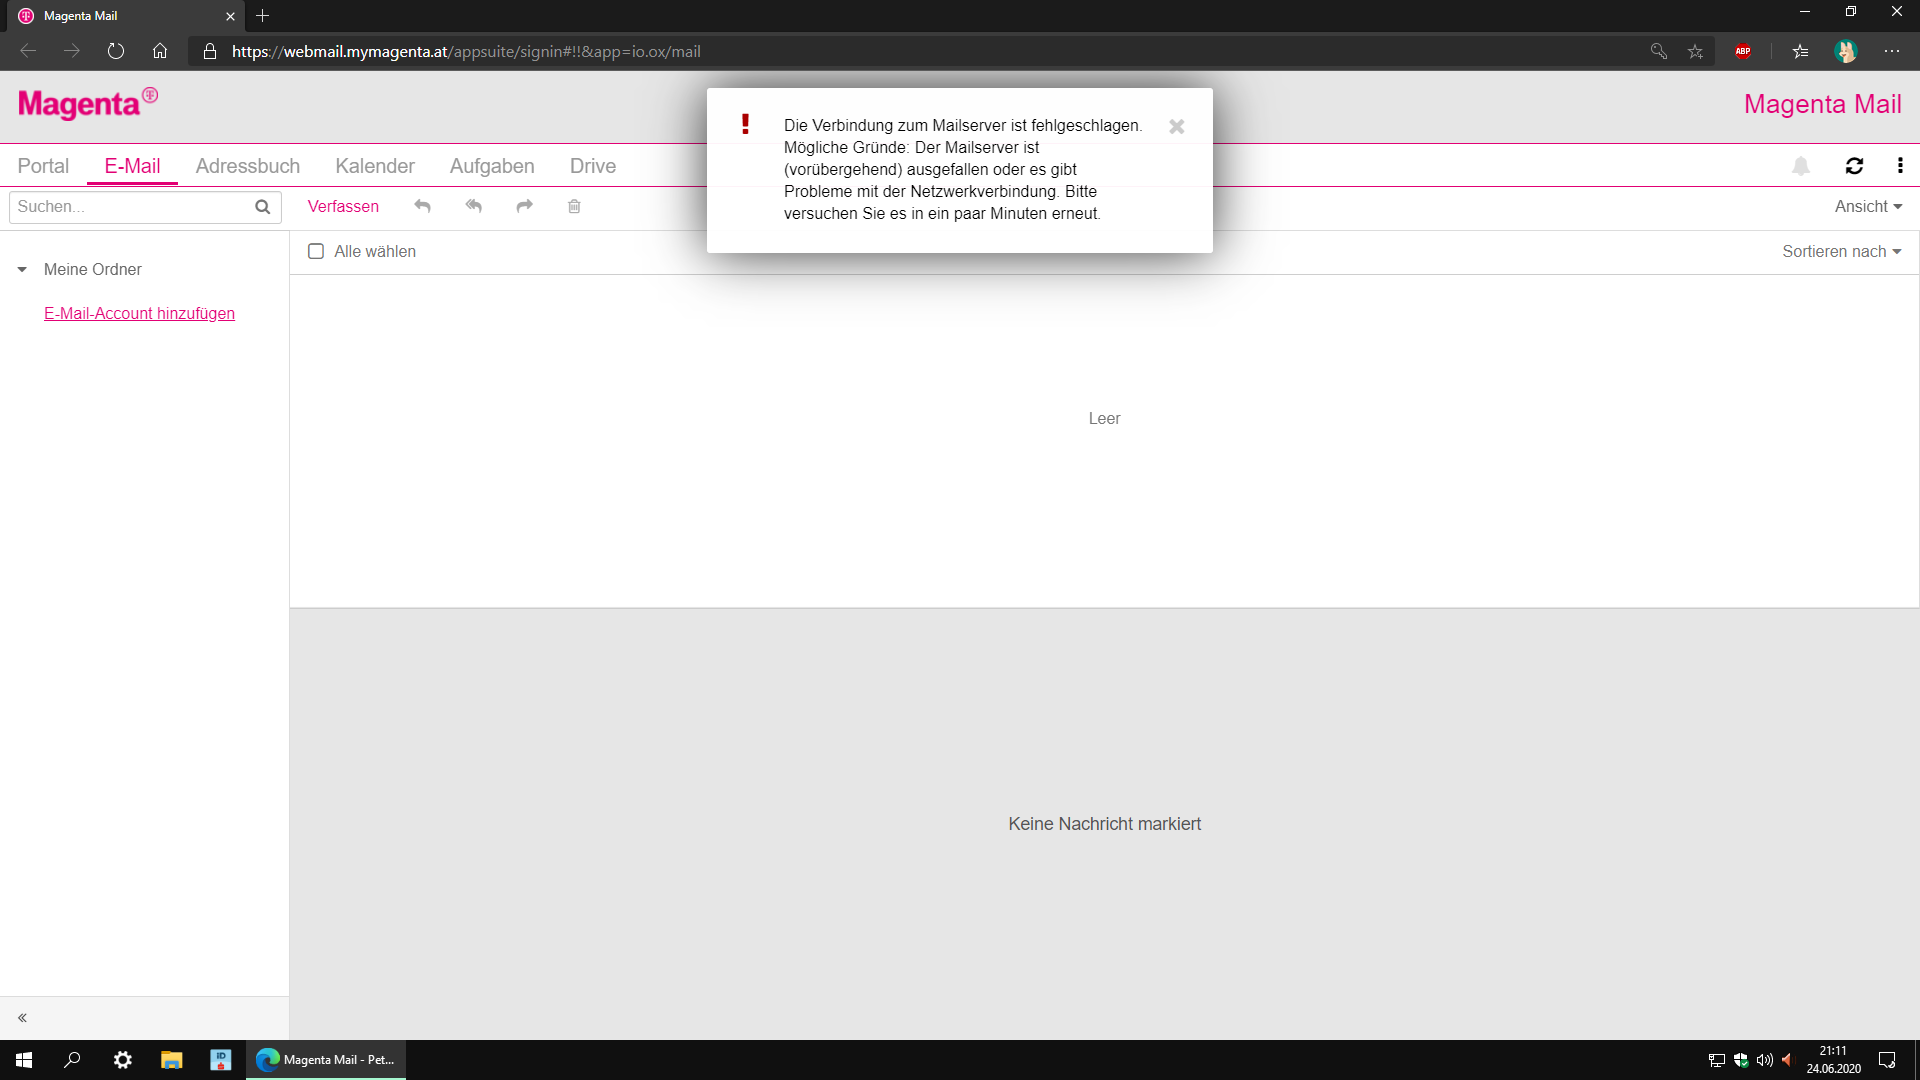 Magenta Mail
https://webmail.mymagenta.at/appsuite/signin#!!&app=io.ox/mail
ABP
Magenta
T
Magenta Mail
Portal
E-Mail
Adressbuch
Kalender
Aufgaben
Drive
Die Verbindung zum Mailserver ist fehlgeschlagen.
Mögliche Gründe: Der Mailserver ist
(vorübergehend) ausgefallen oder es gibt
Probleme mit der Netzwerkverbindung. Bitte
versuchen Sie es in ein paar Minuten erneut.
Suchen...
Verfassen
Ansicht
Alle wählen
Sortieren nach
Meine Ordner
E-Mail-Account hinzufügen
Leer
Keine Nachricht markiert
iD
Magenta Mail - Pet...
21:11
24.06.2020